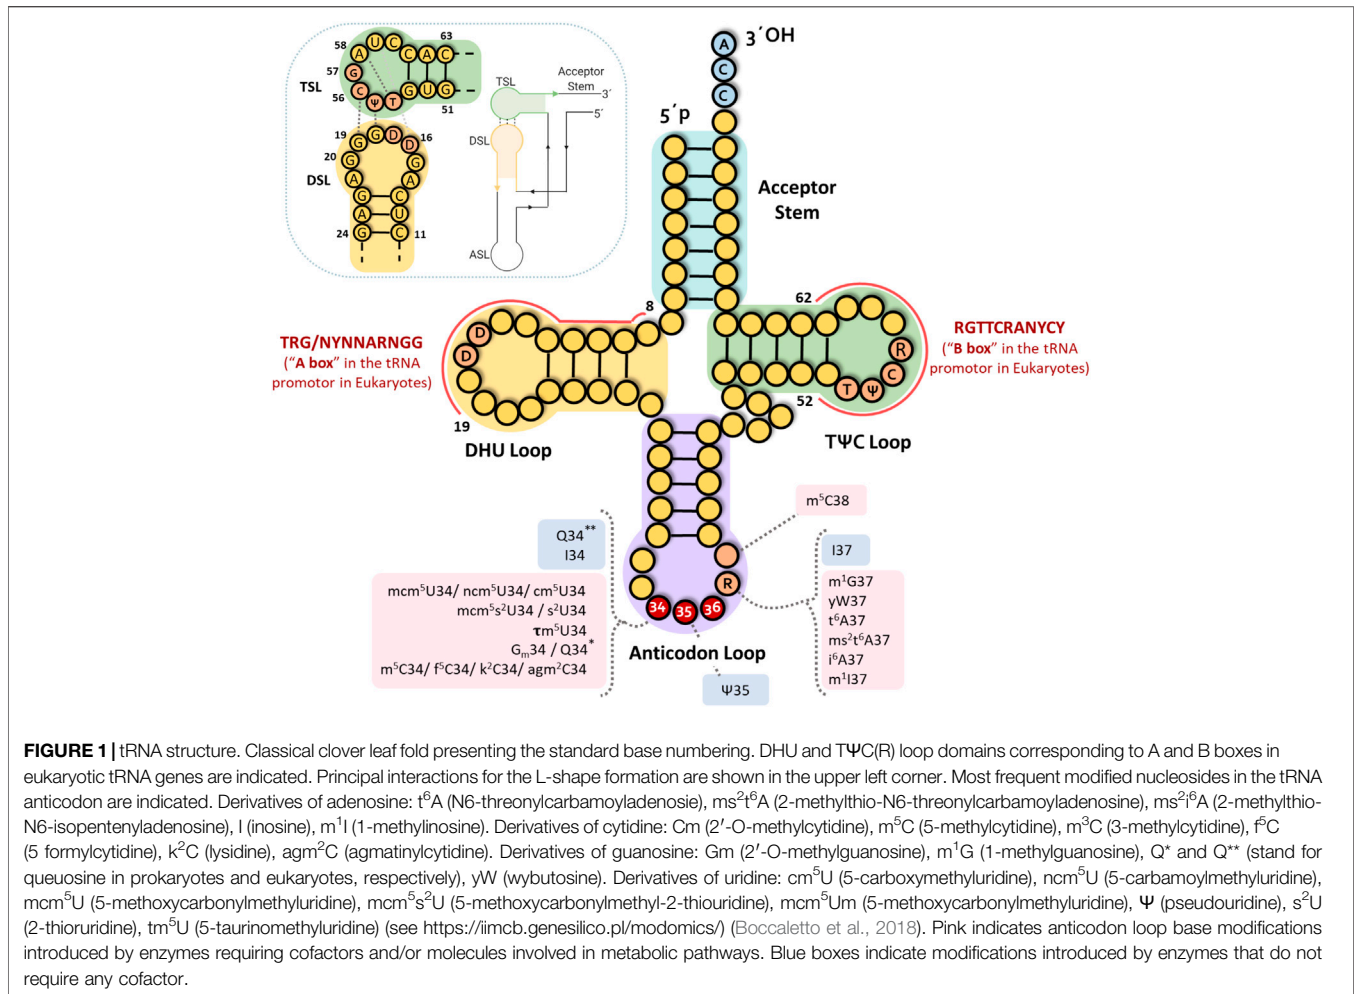 58
A U C C A C
63
57
G
TSL
56
C Ψ T G U G
51
19
G G D D
16
20
G G
DSL
A A
G C
A U
24
G C
11
TSL
Acceptor
Stem
3´
5´
DSL
ASL
A
3´OH
C
C
5´p
Acceptor
Stem
8
62
TRG/NYNNARNGG
("A box" in the tRNA
promotor in Eukaryotes)
D
D
19
DHU Loop
RGTTCRANYCY
("B box" in the tRNA
promotor in Eukaryotes)
R
C
T Ψ
52
TΨC Loop
m⁵C38
Q34**
I34
I37
mcm⁵U34/ ncm⁵U34/ cm⁵U34
mcm⁵s²U34 / s²U34
τm⁵U34
Gₘ34 / Q34*
m⁵C34/ f⁵C34/ k²C34/ agm²C34
R
34 35 36
Anticodon Loop
Ψ35
m¹G37
yW37
t⁶A37
ms²t⁶A37
i⁶A37
m¹I37
FIGURE 1 | tRNA structure. Classical clover leaf fold presenting the standard base numbering. DHU and TΨC(R) loop domains corresponding to A and B boxes in
eukaryotic tRNA genes are indicated. Principal interactions for the L-shape formation are shown in the upper left corner. Most frequent modified nucleosides in the tRNA
anticodon are indicated. Derivatives of adenosine: t⁶A (N6-threonylcarbamoyladenosie), ms²t⁶A (2-methylthio-N6-threonylcarbamoyladenosine), ms²i⁶A (2-methylthio-
N6-isopentenyladenosine), I (inosine), m¹I (1-methylinosine). Derivatives of cytidine: Cm (2′-O-methylcytidine), m⁵C (5-methylcytidine), m³C (3-methylcytidine), f⁵C
(5 formylcytidine), k²C (lysidine), agm²C (agmatinylcytidine). Derivatives of guanosine: Gm (2′-O-methylguanosine), m¹G (1-methylguanosine), Q* and Q** (stand for
queuosine in prokaryotes and eukaryotes, respectively), yW (wybutosine). Derivatives of uridine: cm⁵U (5-carboxymethyluridine), ncm⁵U (5-carbamoylmethyluridine),
mcm⁵U (5-methoxycarbonylmethyluridine), mcm⁵s²U (5-methoxycarbonylmethyl-2-thiouridine), mcm⁵Um (5-methoxycarbonylmethyluridine), Ψ (pseudouridine), s²U
(2-thioruridine), tm⁵U (5-taurinomethyluridine) (see https://iimcb.genesilico.pl/modomics/) (Boccaletto et al., 2018). Pink indicates anticodon loop base modifications
introduced by enzymes requiring cofactors and/or molecules involved in metabolic pathways. Blue boxes indicate modifications introduced by enzymes that do not
require any cofactor.